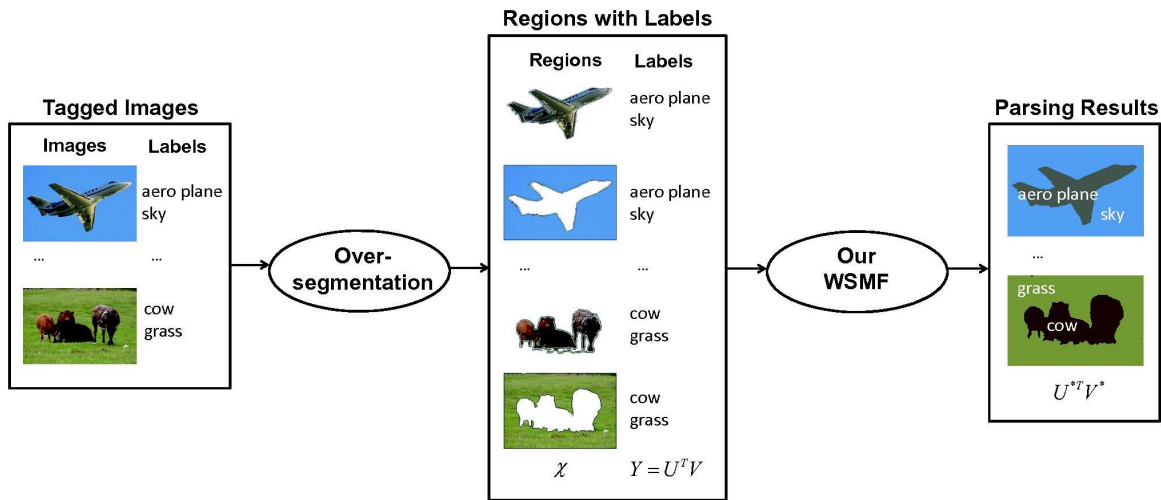 Tagged Images
Images Labels
aero plane
sky
... ...
cow
grass
Over-
segmentation
Regions with Labels
Regions Labels
aero plane
sky
aero plane
sky
... ...
cow
grass
cow
grass
χ Y = U^T V
Our
WSMF
Parsing Results
aero plane
sky
...
grass
cow
U^{*T} V^*